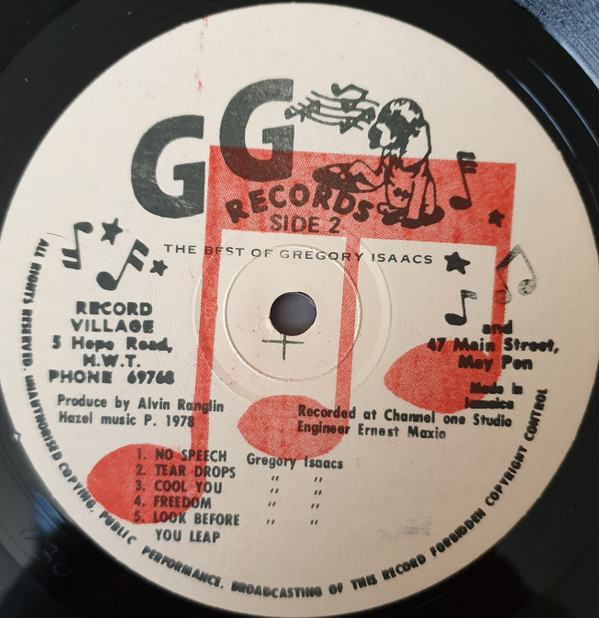 GG
RECORDS
SIDE 2
THE BEST OF GREGORY ISAACS
RECORD
VILLAGE
5 Hope Road,
H.W.T.
PHONE 69768
and
47 Main Street,
May Pen
Made in
Jamaica
Produce by Alvin Ranglin
Hazel music P. 1978
Recorded at Channel one Studio
Engineer Ernest Maxio
1. NO SPEECH Gregory Isaacs
2. TEAR DROPS " "
3. COOL YOU " "
4. FREEDOM " "
5. LOOK BEFORE " "
YOU LEAP
ALL RIGHTS RESERVED. UNAUTHORISED COPYING, PUBLIC PERFORMANCE, BROADCASTING OF THIS RECORD FORBIDDEN COPYRIGHT CONTROL